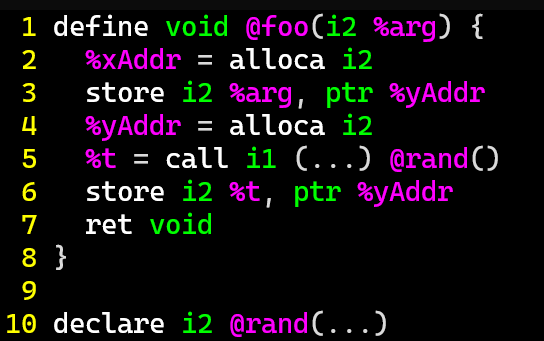 1 define void @foo(i2 %arg) {
2   %xAddr = alloca i2
3   store i2 %arg, ptr %yAddr
4   %yAddr = alloca i2
5   %t = call i1 (...) @rand()
6   store i2 %t, ptr %yAddr
7   ret void
8 }
9
10 declare i2 @rand(...)